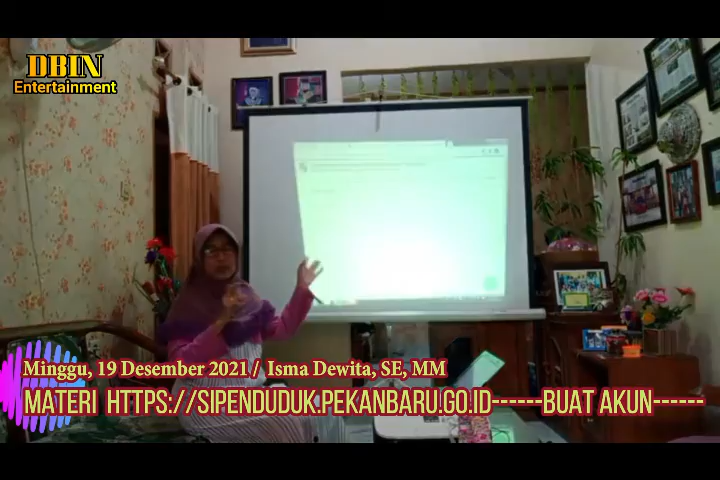 DBIN
Entertainment
Minggu, 19 Desember 2021 / Isma Dewita, SE, MM
MATERI HTTPS://SIPENDUDUK.PEKANBARU.GO.ID------BUAT AKUN------